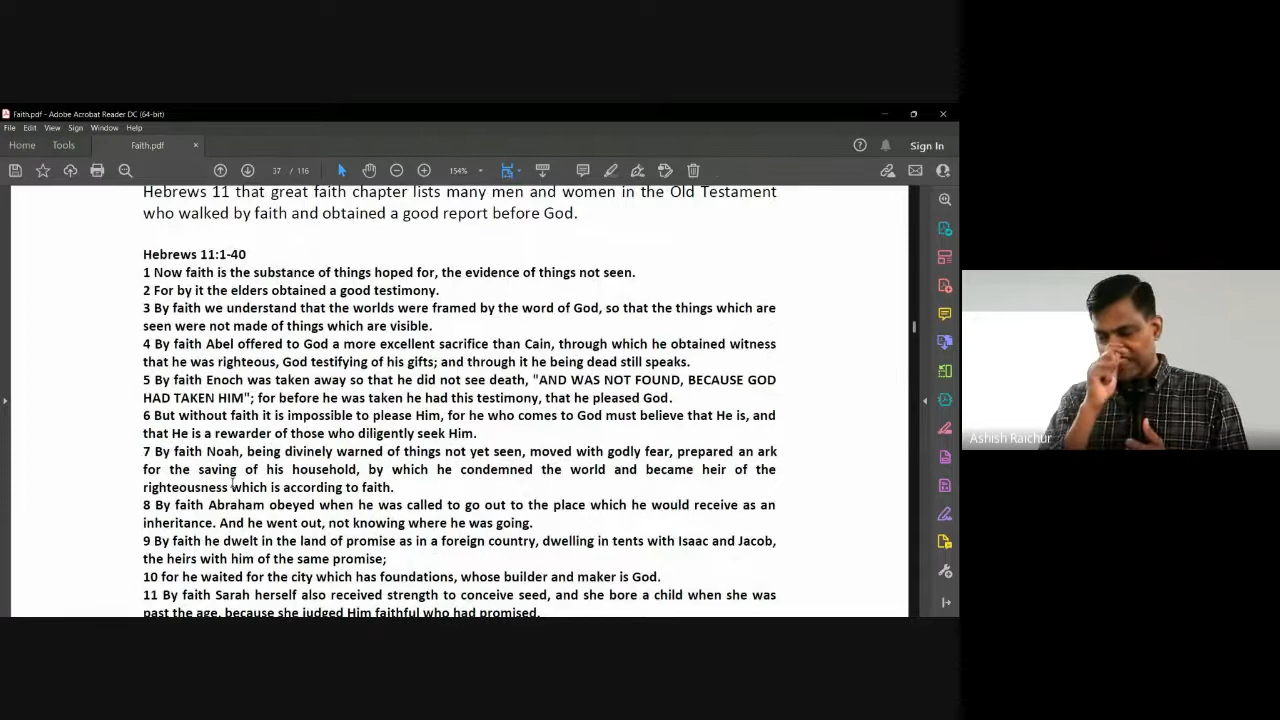 Faith.pdf - Adobe Acrobat Reader DC (64-bit)
File Edit View Sign Window Help
Home Tools Faith.pdf × Sign In
37 / 116 154%
Hebrews 11 that great faith chapter lists many men and women in the Old Testament
who walked by faith and obtained a good report before God.
Hebrews 11:1-40
1 Now faith is the substance of things hoped for, the evidence of things not seen.
2 For by it the elders obtained a good testimony.
3 By faith we understand that the worlds were framed by the word of God, so that the things which are
seen were not made of things which are visible.
4 By faith Abel offered to God a more excellent sacrifice than Cain, through which he obtained witness
that he was righteous, God testifying of his gifts; and through it he being dead still speaks.
5 By faith Enoch was taken away so that he did not see death, "AND WAS NOT FOUND, BECAUSE GOD
HAD TAKEN HIM"; for before he was taken he had this testimony, that he pleased God.
6 But without faith it is impossible to please Him, for he who comes to God must believe that He is, and
that He is a rewarder of those who diligently seek Him.
7 By faith Noah, being divinely warned of things not yet seen, moved with godly fear, prepared an ark
for the saving of his household, by which he condemned the world and became heir of the
righteousness which is according to faith.
8 By faith Abraham obeyed when he was called to go out to the place which he would receive as an
inheritance. And he went out, not knowing where he was going.
9 By faith he dwelt in the land of promise as in a foreign country, dwelling in tents with Isaac and Jacob,
the heirs with him of the same promise;
10 for he waited for the city which has foundations, whose builder and maker is God.
11 By faith Sarah herself also received strength to conceive seed, and she bore a child when she was
past the age, because she judged Him faithful who had promised.
Ashish Raichur